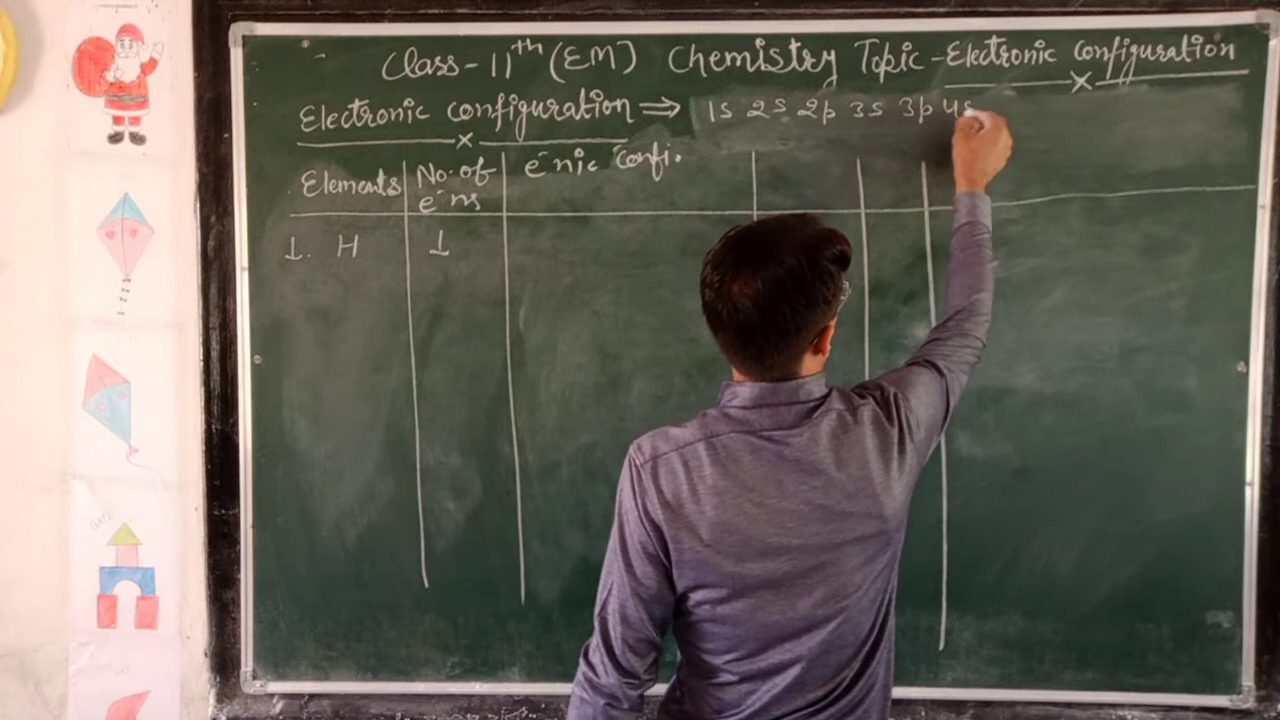 Class - 11th (EM) Chemistry Topic - Electronic Configuration
Electronic configuration ⇒ 1s 2s 2p 3s 3p 4s
Elements No. of e⁻ns e⁻nic Confi.
1. H 1